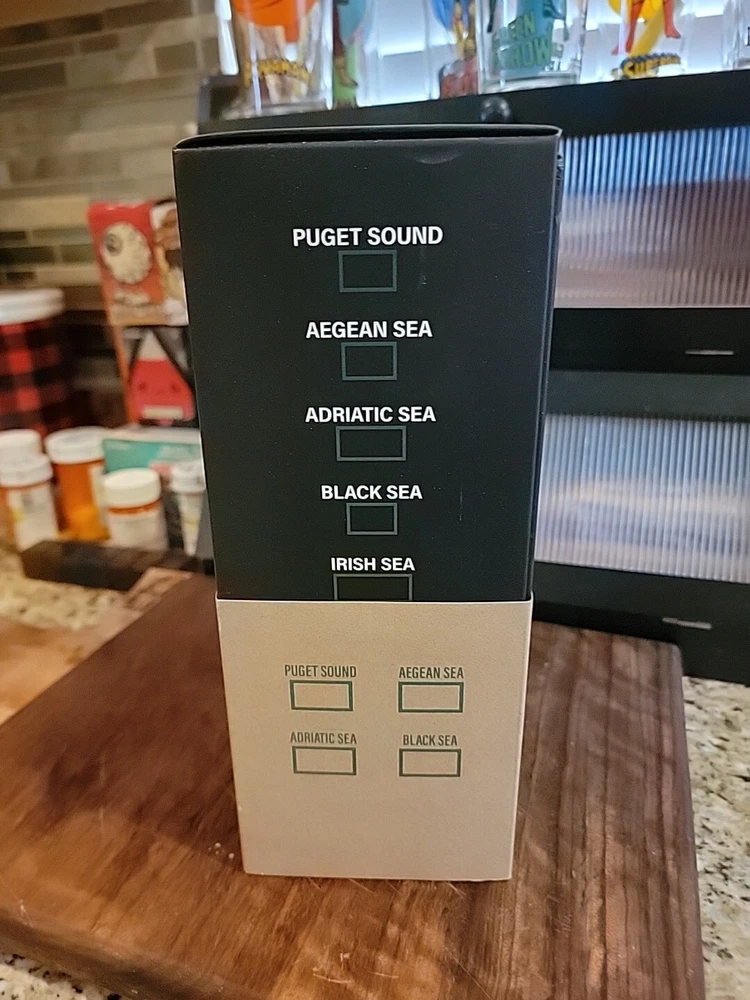 PUGET SOUND
AEGEAN SEA
ADRIATIC SEA
BLACK SEA
IRISH SEA
PUGET SOUND AEGEAN SEA
ADRIATIC SEA BLACK SEA